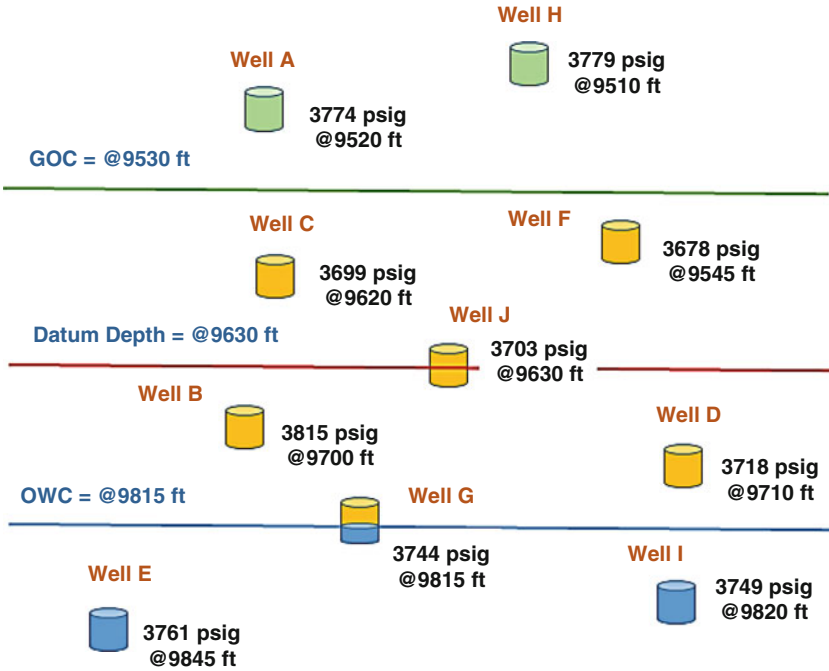 Well H
3779 psig
@9510 ft
Well A
3774 psig
@9520 ft
GOC = @9530 ft
Well C
3699 psig
@9620 ft
Well F
3678 psig
@9545 ft
Datum Depth = @9630 ft
Well J
3703 psig
@9630 ft
Well B
3815 psig
@9700 ft
Well D
3718 psig
@9710 ft
OWC = @9815 ft
Well G
3744 psig
@9815 ft
Well E
3761 psig
@9845 ft
Well I
3749 psig
@9820 ft